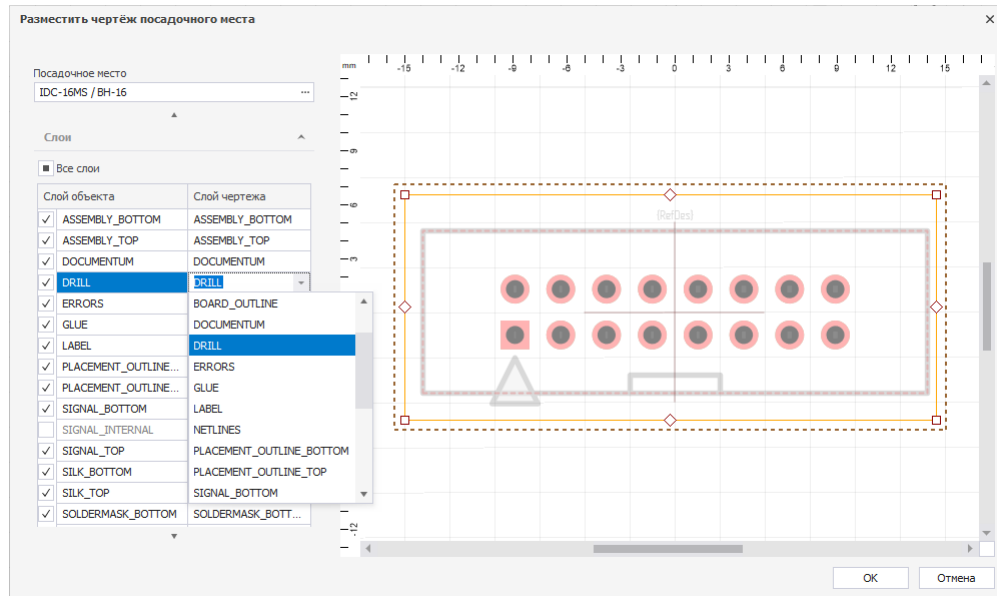 Разместить чертёж посадочного места
Посадочное место
IDC-16MS / BH-16
Слои
Все слои
Слой объекта Слой чертежа
ASSEMBLY_BOTTOM ASSEMBLY_BOTTOM
ASSEMBLY_TOP ASSEMBLY_TOP
DOCUMENTUM DOCUMENTUM
DRILL DRILL
ERRORS BOARD_OUTLINE
GLUE DOCUMENTUM
LABEL DRILL
PLACEMENT_OUTLINE... ERRORS
PLACEMENT_OUTLINE... GLUE
SIGNAL_BOTTOM LABEL
SIGNAL_INTERNAL NETLINES
SIGNAL_TOP PLACEMENT_OUTLINE_BOTTOM
SILK_BOTTOM PLACEMENT_OUTLINE_TOP
SILK_TOP SIGNAL_BOTTOM
SOLDERMASK_BOTTOM SOLDERMASK_BOTT...
mm -15 -12 -9 -6 -3 0 3 6 9 12 15
-12
-9
-6
-3
-12
{RefDes}
OK Отмена